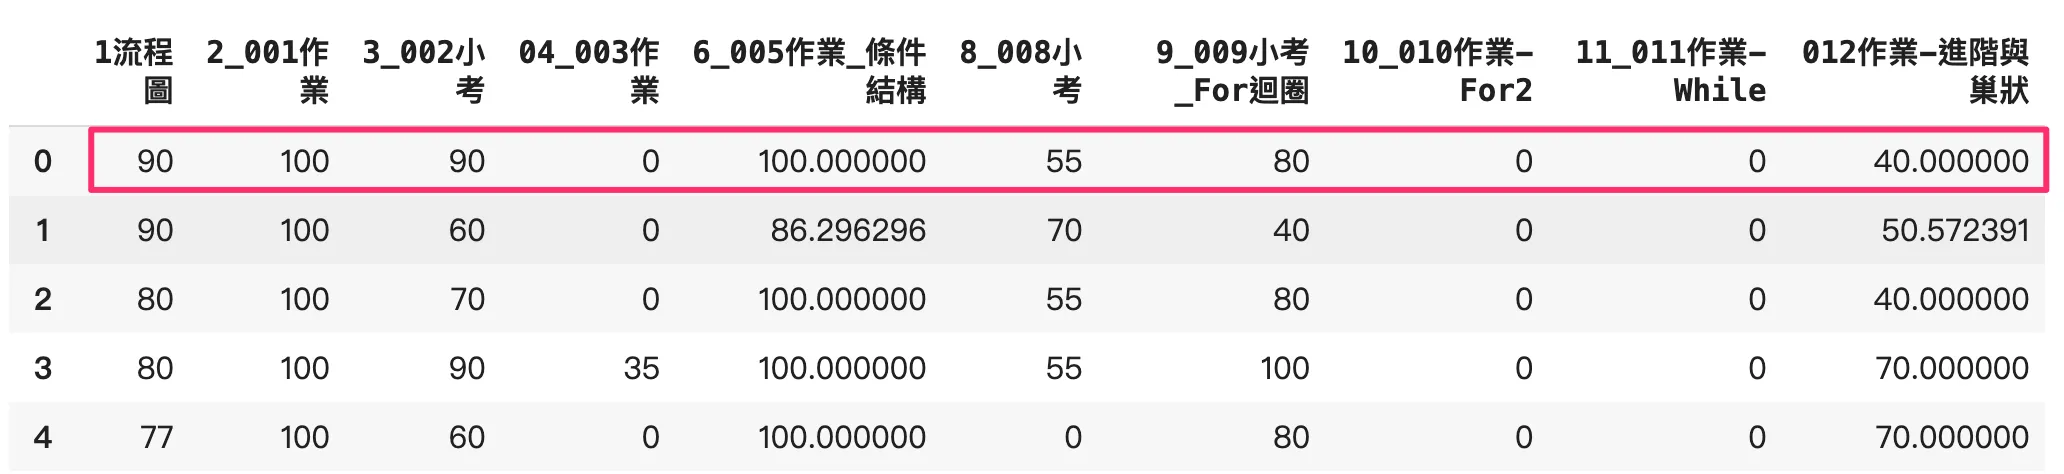 1流程 2_001作 3_002小 04_003作 6_005作業_條件 8_008小 9_009小考 10_010作業- 11_011作業- 012作業-進階與
圖 業 考 業 結構 考 _For迴圈 For2 While 巢狀
0 90 100 90 0 100.000000 55 80 0 0 40.000000
1 90 100 60 0 86.296296 70 40 0 0 50.572391
2 80 100 70 0 100.000000 55 80 0 0 40.000000
3 80 100 90 35 100.000000 55 100 0 0 70.000000
4 77 100 60 0 100.000000 0 80 0 0 70.000000